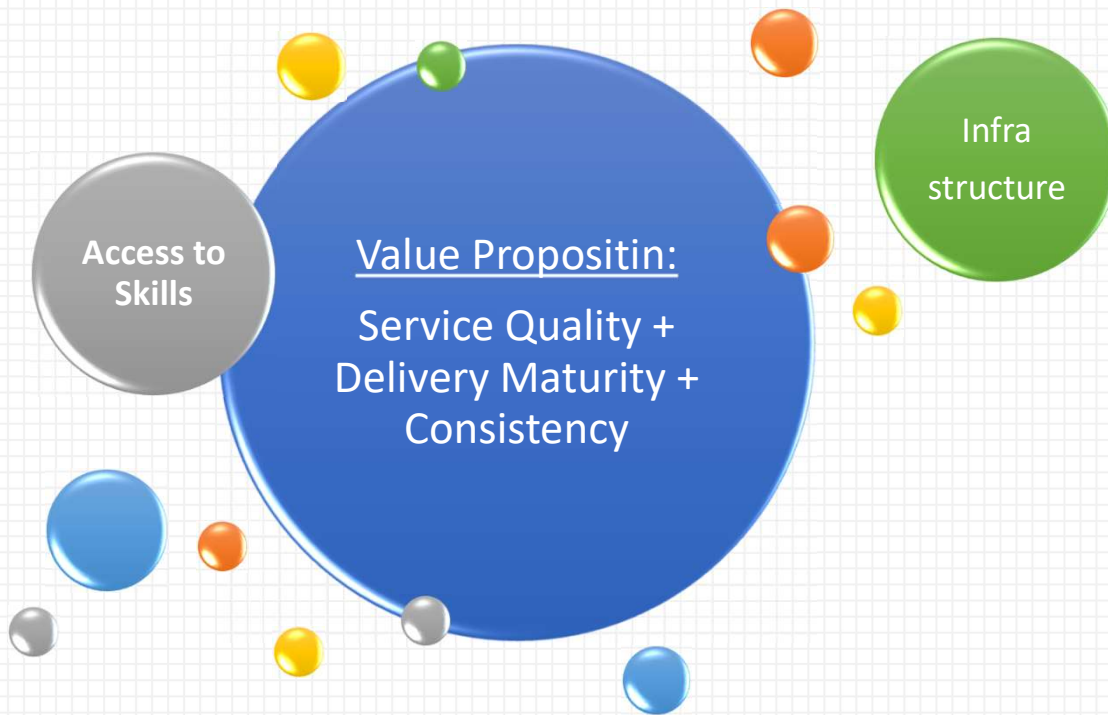 Access to
Skills
Value Propositin:
Service Quality +
Delivery Maturity +
Consistency
Infra
structure